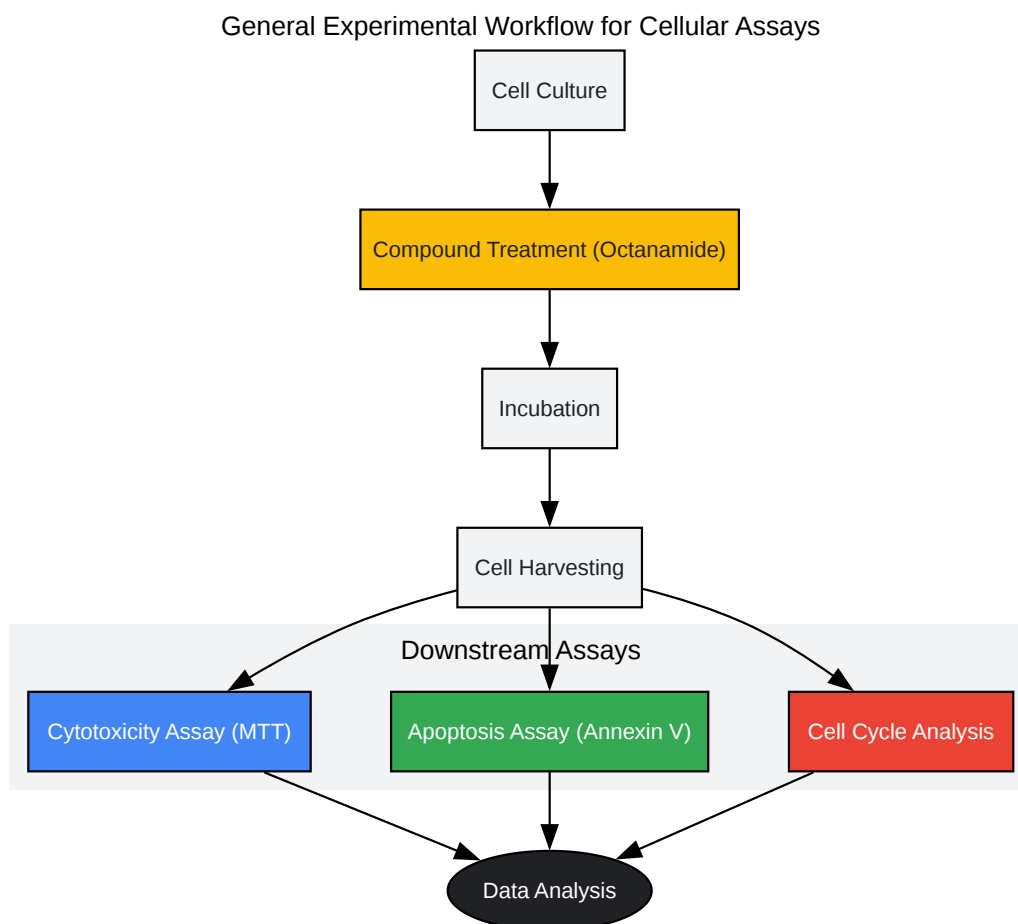 General Experimental Workflow for Cellular Assays
Cell Culture
Compound Treatment (Octanamide)
Incubation
Cell Harvesting
Downstream Assays
Cytotoxicity Assay (MTT)
Apoptosis Assay (Annexin V)
Cell Cycle Analysis
Data Analysis